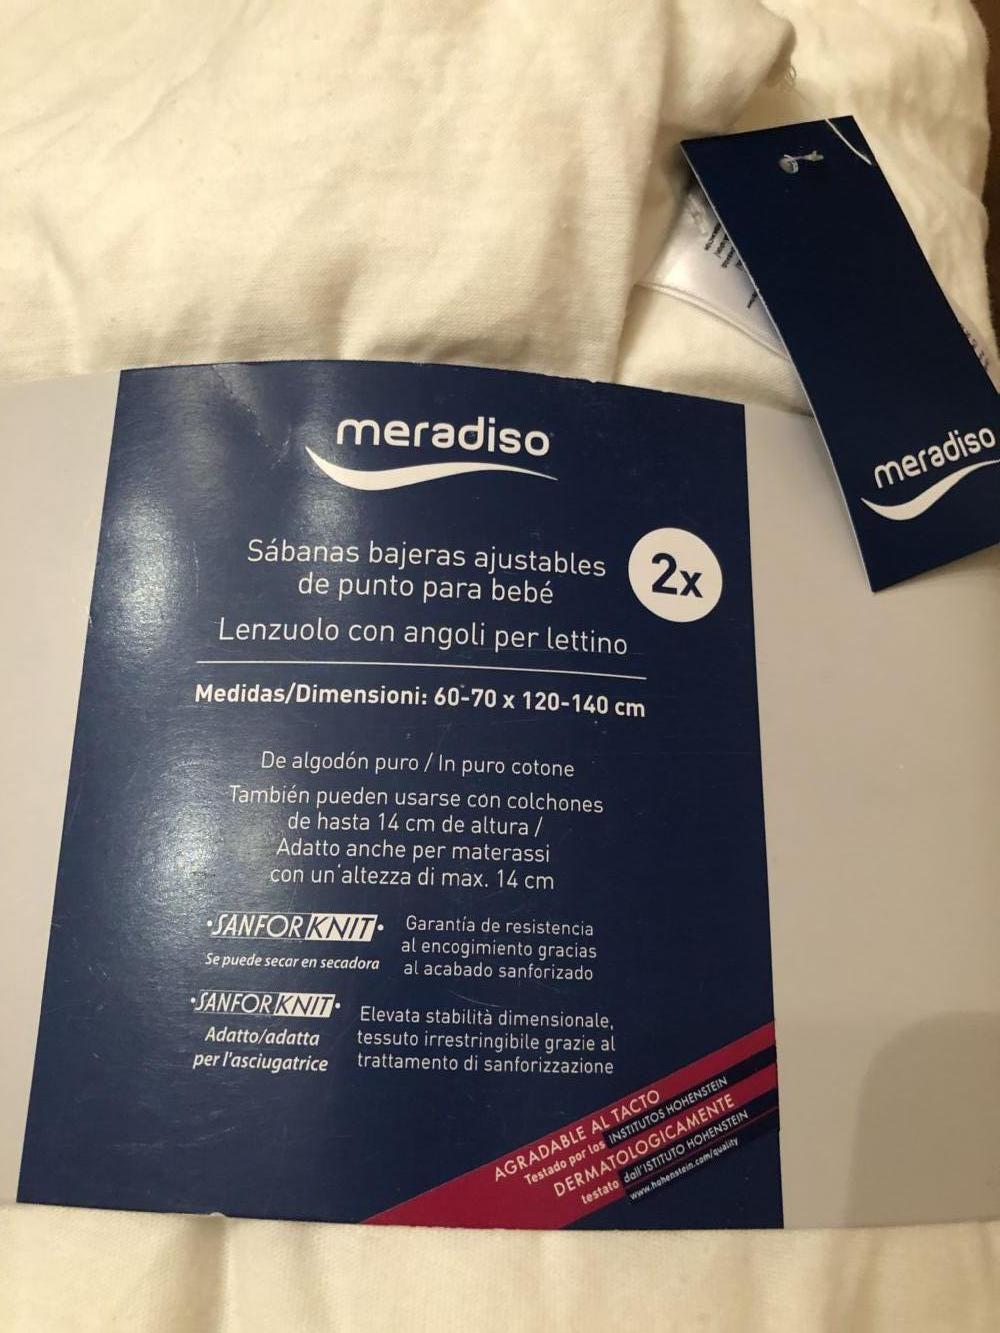 meradiso
meradiso
Sábanas bajeras ajustables
de punto para bebé
2x
Lenzuolo con angoli per lettino
Medidas/Dimensioni: 60-70 x 120-140 cm
De algodón puro / In puro cotone
También pueden usarse con colchones
de hasta 14 cm de altura /
Adatto anche per materassi
con un'altezza di max. 14 cm
•SANFOR KNIT•
Se puede secar en secadora
Garantía de resistencia
al encogimiento gracias
al acabado sanforizado
•SANFOR KNIT•
Adatto/adatta
per l'asciugatrice
Elevata stabilità dimensionale,
tessuto irrestringibile grazie al
trattamento di sanforizzazione
AGRADABLE AL TACTO
Testado por los INSTITUTOS HOHENSTEIN
DERMATOLOGICAMENTE
testato dall'ISTITUTO HOHENSTEIN
www.hohenstein.com/quality